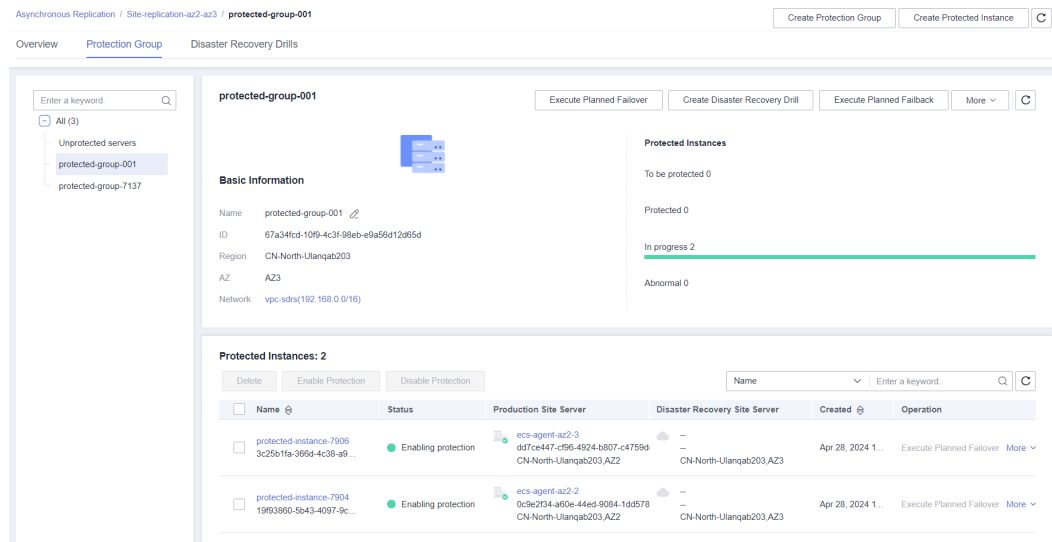 Asynchronous Replication / Site-replication-az2-az3 / protected-group-001
Create Protection Group
Create Protected Instance
Overview
Protection Group
Disaster Recovery Drills
Enter a keyword.
All (3)
Unprotected servers
protected-group-001
protected-group-7137
protected-group-001
Execute Planned Failover
Create Disaster Recovery Drill
Execute Planned Failback
More
Basic Information
Name protected-group-001
ID 67a34fcd-10f9-4c3f-98eb-e9a56d12d65d
Region CN-North-Ulanqab203
AZ AZ3
Network vpc-sdrs(192.168.0.0/16)
Protected Instances
To be protected 0
Protected 0
In progress 2
Abnormal 0
Protected Instances: 2
Delete
Enable Protection
Disable Protection
Name
Enter a keyword.
Name Status Production Site Server Disaster Recovery Site Server Created Operation
protected-instance-7906
3c25b1fa-366d-4c38-a9...
Enabling protection
ecs-agent-az2-3
dd7ce447-cf96-4924-b807-c4759d
CN-North-Ulanqab203,AZ2
--
--
CN-North-Ulanqab203,AZ3
Apr 28, 2024 1...
Execute Planned Failover More
protected-instance-7904
19f93860-5b43-4097-9c...
Enabling protection
ecs-agent-az2-2
0c9e2f34-a60e-44ed-9084-1dd578
CN-North-Ulanqab203,AZ2
--
--
CN-North-Ulanqab203,AZ3
Apr 28, 2024 1...
Execute Planned Failover More